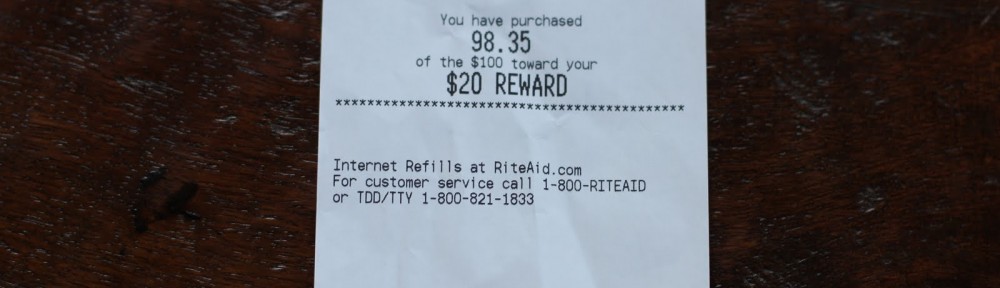 You have purchased
98.35
of the $100 toward your
$20 REWARD
********************************************
Internet Refills at RiteAid.com
For customer service call 1-800-RITEAID
or TDD/TTY 1-800-821-1833